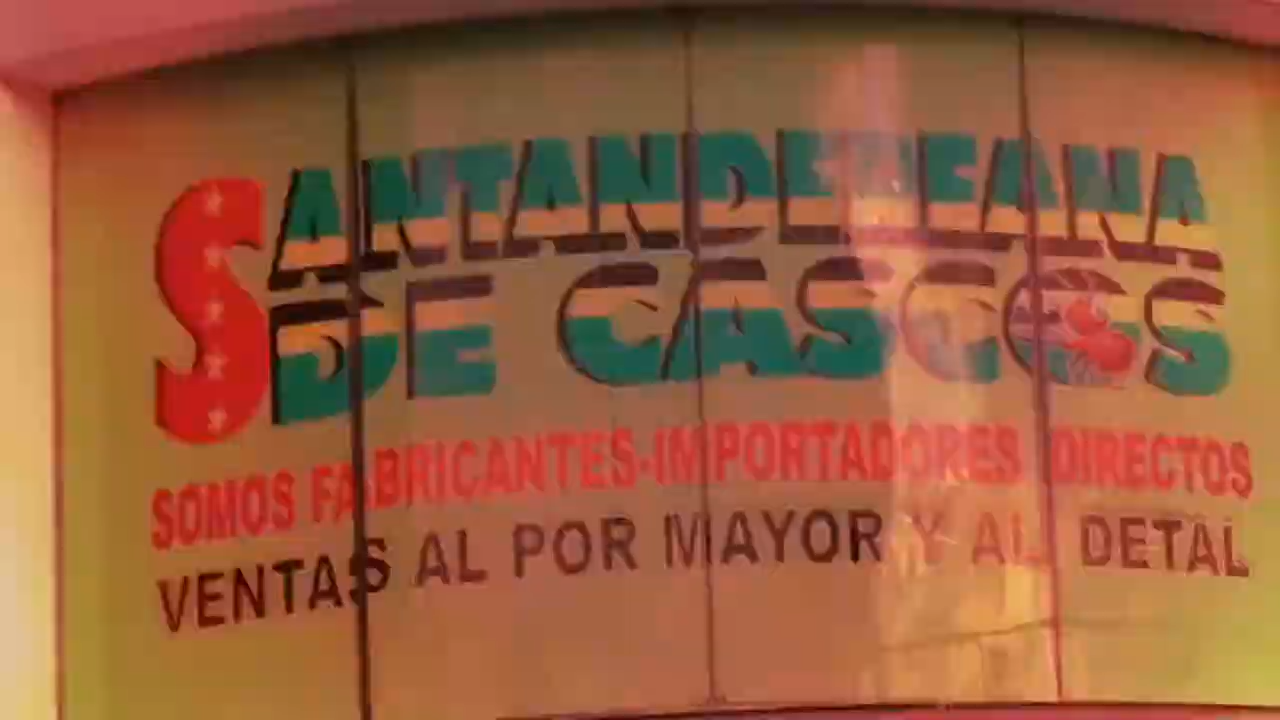 SANTANDEREANA
DE CASCOS
SOMOS FABRICANTES-IMPORTADORES DIRECTOS
VENTAS AL POR MAYOR Y AL DETAL